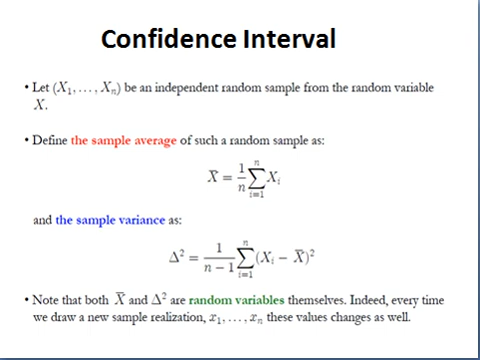 Confidence Interval
• Let (X₁, . . . , Xₙ) be an independent random sample from the random variable
X.
• Define the sample average of such a random sample as:
X̄ = 1/n ∑ᵢ₌₁ⁿ Xᵢ
and the sample variance as:
Δ² = 1/(n − 1) ∑ᵢ₌₁ⁿ (Xᵢ − X̄)²
• Note that both X̄ and Δ² are random variables themselves. Indeed, every time
we draw a new sample realization, x₁, . . . , xₙ these values changes as well.